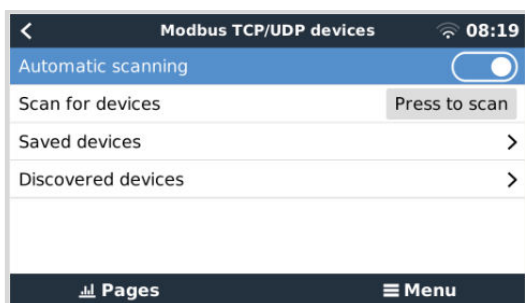 Modbus TCP/UDP devices 08:19
Automatic scanning
Scan for devices Press to scan
Saved devices
Discovered devices
Pages Menu